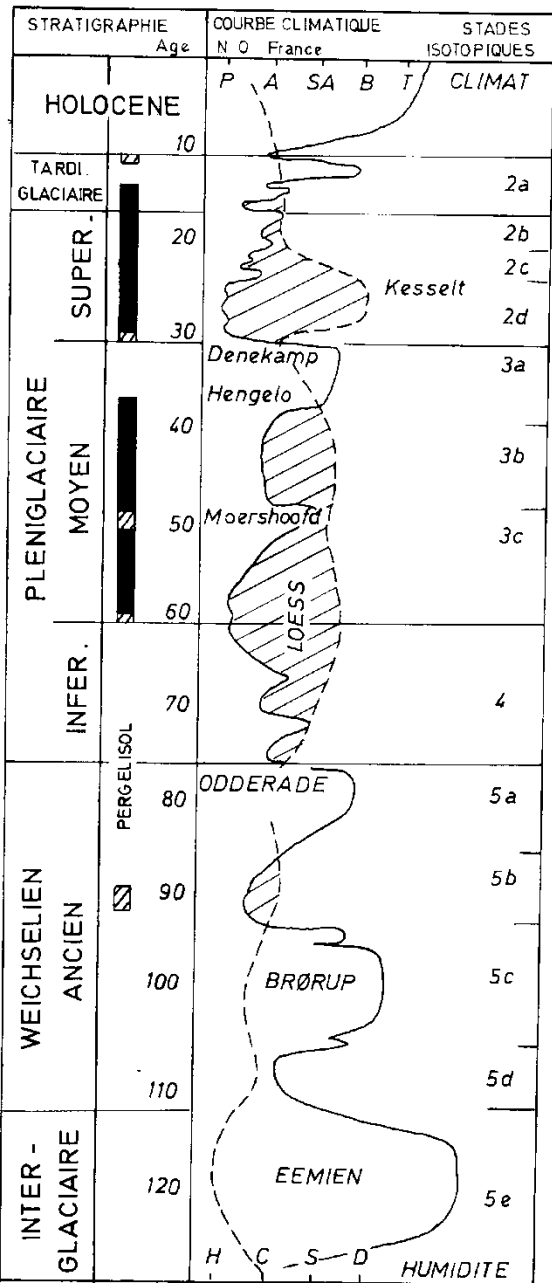 STRATIGRAPHIE COURBE CLIMATIQUE STADES
Age N O France ISOTOPIQUES
P A SA B T CLIMAT
HOLOCENE
10
TARDI.
GLACIAIRE
2a
SUPER.
20
2b
2c
Kesselt
2d
30
PLENIGLACIAIRE
MOYEN
Denekamp
3a
Hengelo
40
3b
Moershoofd
50
3c
LOESS
60
INFER.
70
4
PERGELISOL
WEICHSELIEN
ANCIEN
ODDERADE
80
5a
5b
90
BRØRUP
100
5c
5d
110
INTER-
GLACIAIRE
EEMIEN
120
5e
H C S D HUMIDITE